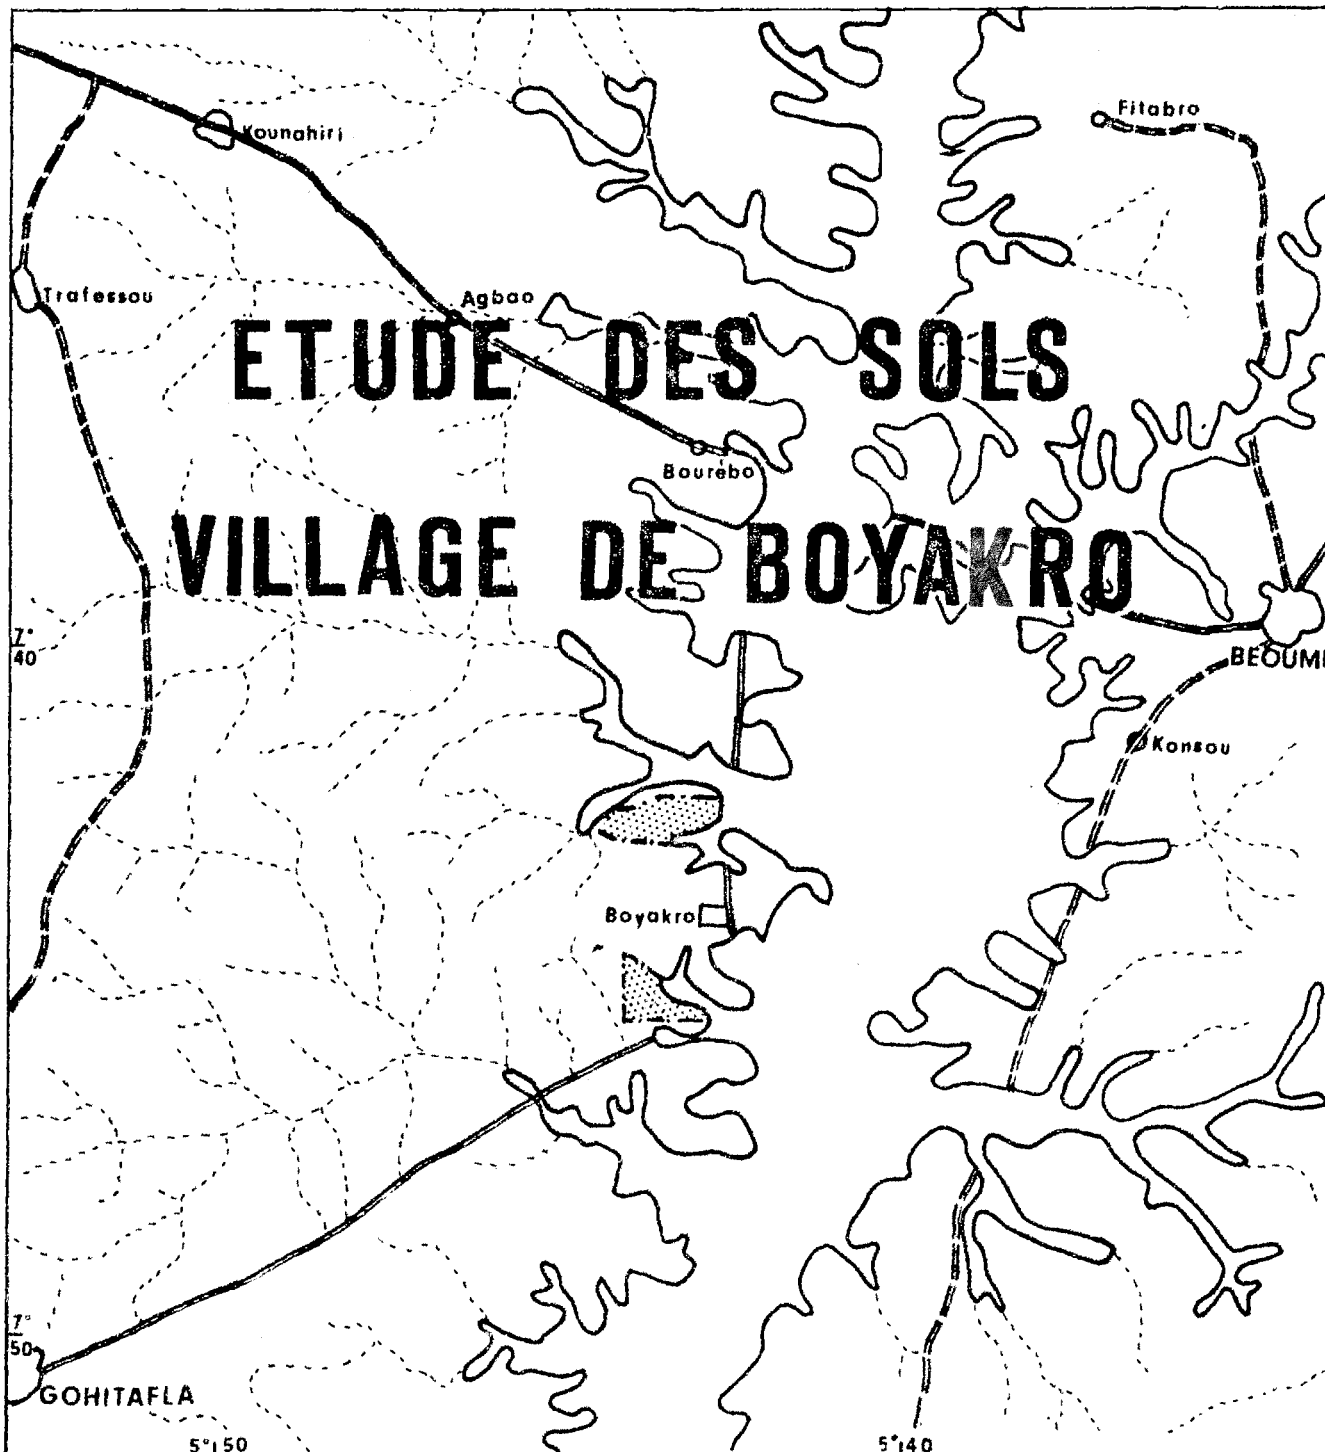 Fitabro
Kounahiri
Trafessou
Agbao
ETUDE DES SOLS
Bourébo
VILLAGE DE BOYAKRO
7°
40
BEOUMI
Konsou
Boyakro
7°
50
GOHITAFLA
5° 50
5° 40